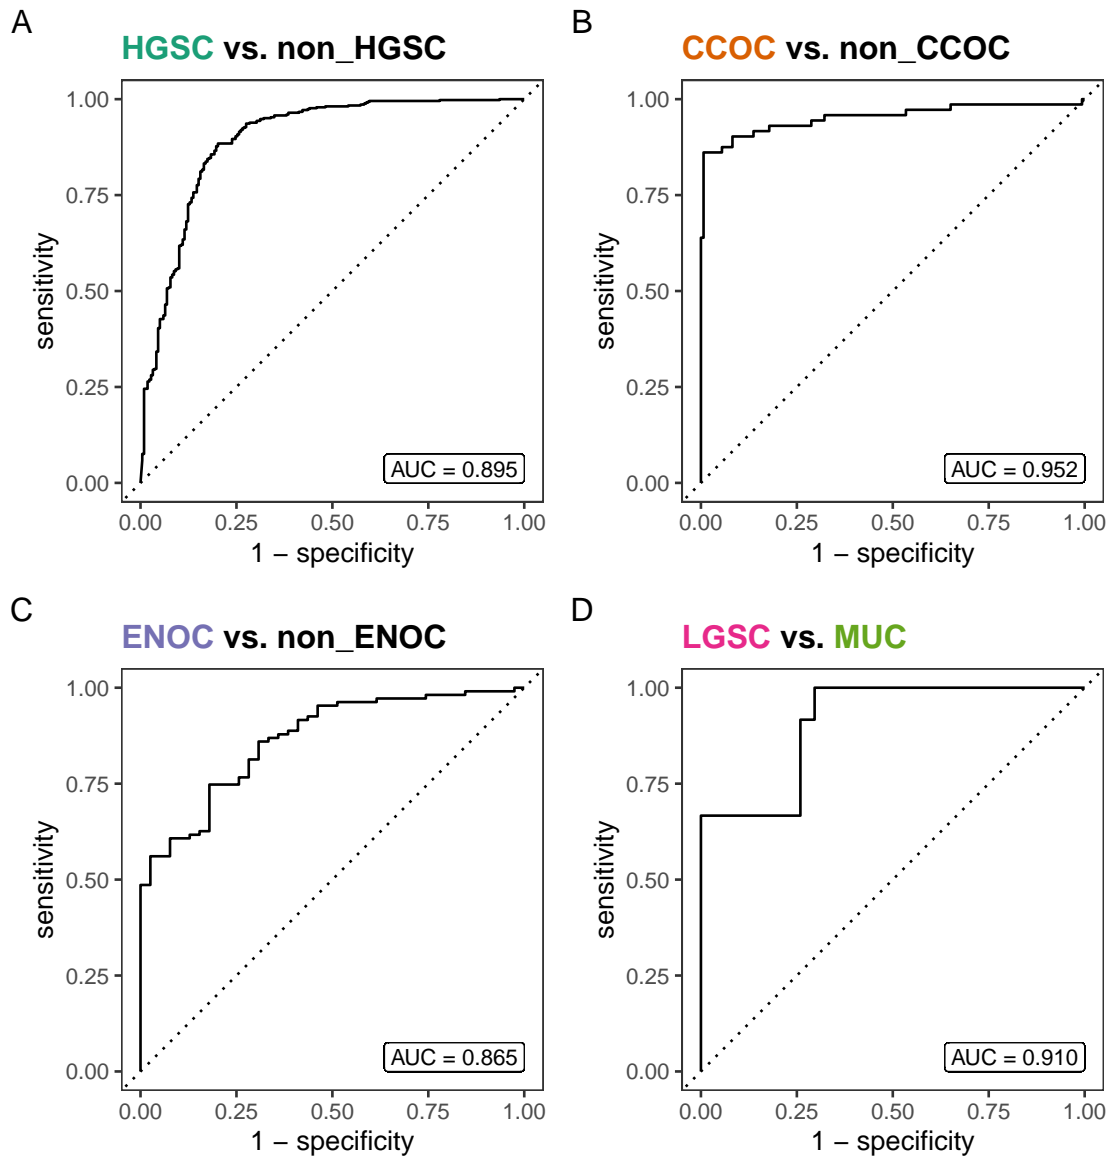 A
HGSC vs. non_HGSC
1.00
0.75
0.50
0.25
0.00
sensitivity
AUC = 0.895
0.00 0.25 0.50 0.75 1.00
1 − specificity
B
CCOC vs. non_CCOC
1.00
0.75
0.50
0.25
0.00
sensitivity
AUC = 0.952
0.00 0.25 0.50 0.75 1.00
1 − specificity
C
ENOC vs. non_ENOC
1.00
0.75
0.50
0.25
0.00
sensitivity
AUC = 0.865
0.00 0.25 0.50 0.75 1.00
1 − specificity
D
LGSC vs. MUC
1.00
0.75
0.50
0.25
0.00
sensitivity
AUC = 0.910
0.00 0.25 0.50 0.75 1.00
1 − specificity